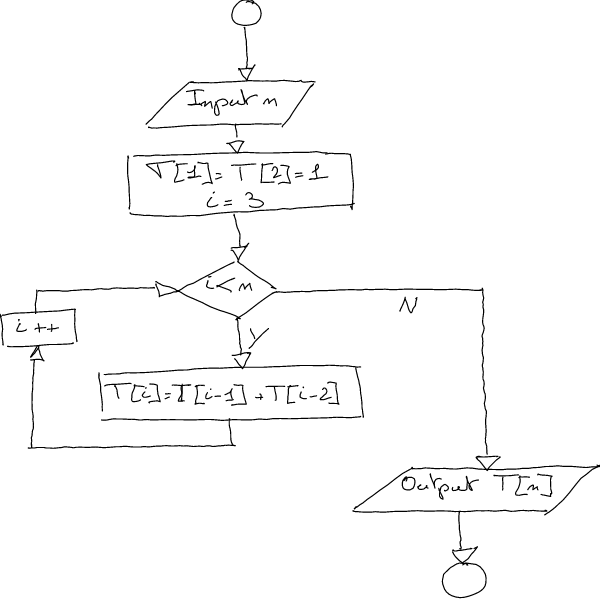 Input n
T[1]= T[2]=1
i= 3
i<n
N
i++
Y
T[i]=T[i-1]+T[i-2]
Output T[n]